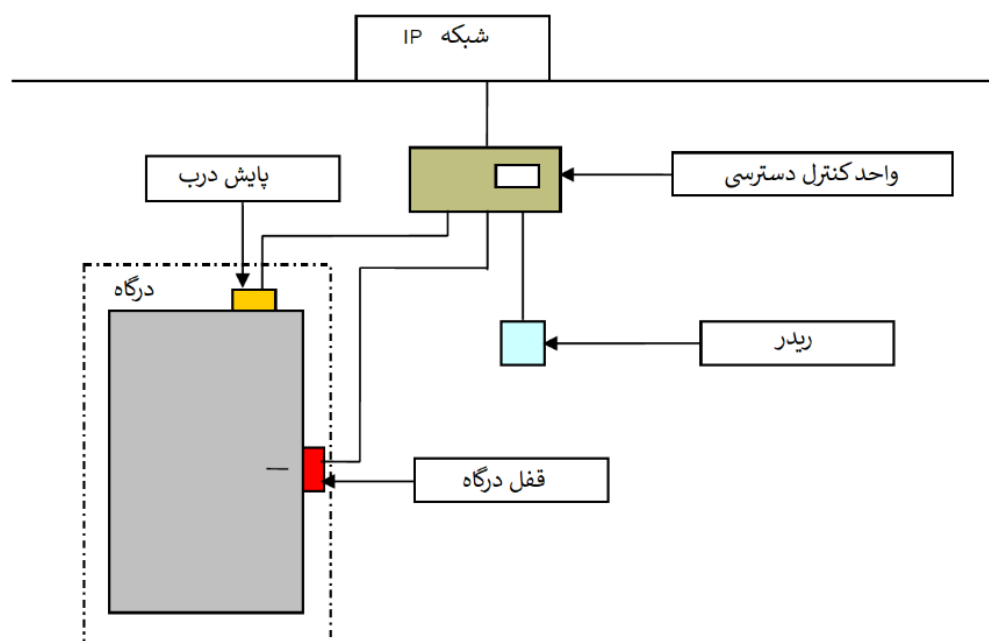 شبکه IP
پایش درب
واحد کنترل دسترسی
درگاه
ریدر
قفل درگاه